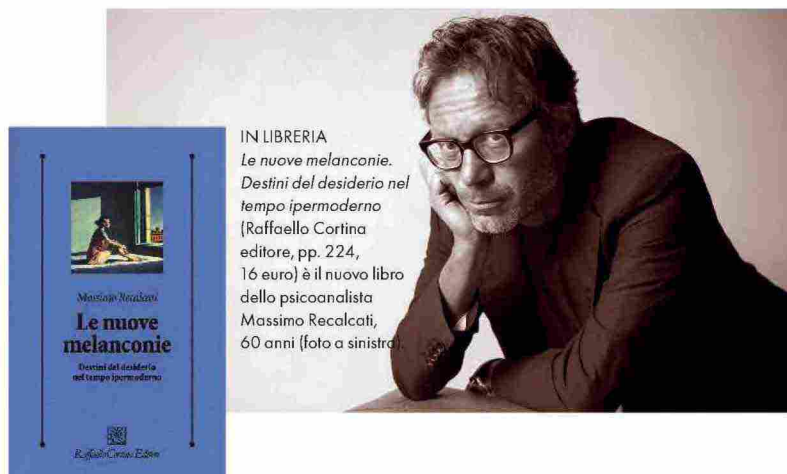 IN LIBRERIA
Le nuove melanconie.
Destini del desiderio nel
tempo ipermoderno
(Raffaello Cortina
editore, pp. 224,
16 euro) è il nuovo libro
dello psicoanalista
Massimo Recalcati,
60 anni (foto a sinistra).
Massimo Recalcati
Le nuove
melanconie
Destini del desiderio
nel tempo ipermoderno
Raffaello Cortina Editore